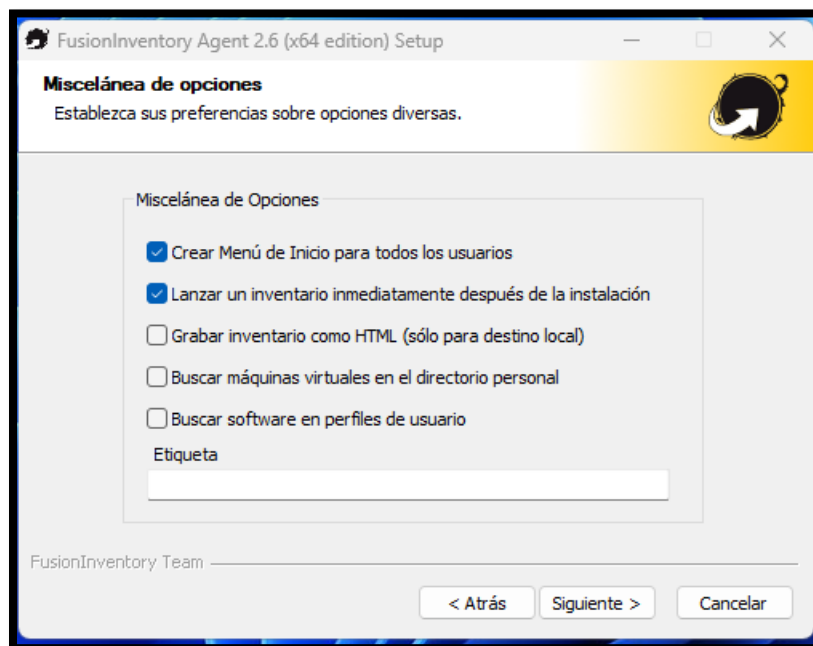 FusionInventory Agent 2.6 (x64 edition) Setup
Miscelánea de opciones
Establezca sus preferencias sobre opciones diversas.
Miscelánea de Opciones
Crear Menú de Inicio para todos los usuarios
Lanzar un inventario inmediatamente después de la instalación
Grabar inventario como HTML (sólo para destino local)
Buscar máquinas virtuales en el directorio personal
Buscar software en perfiles de usuario
Etiqueta
FusionInventory Team
< Atrás Siguiente > Cancelar